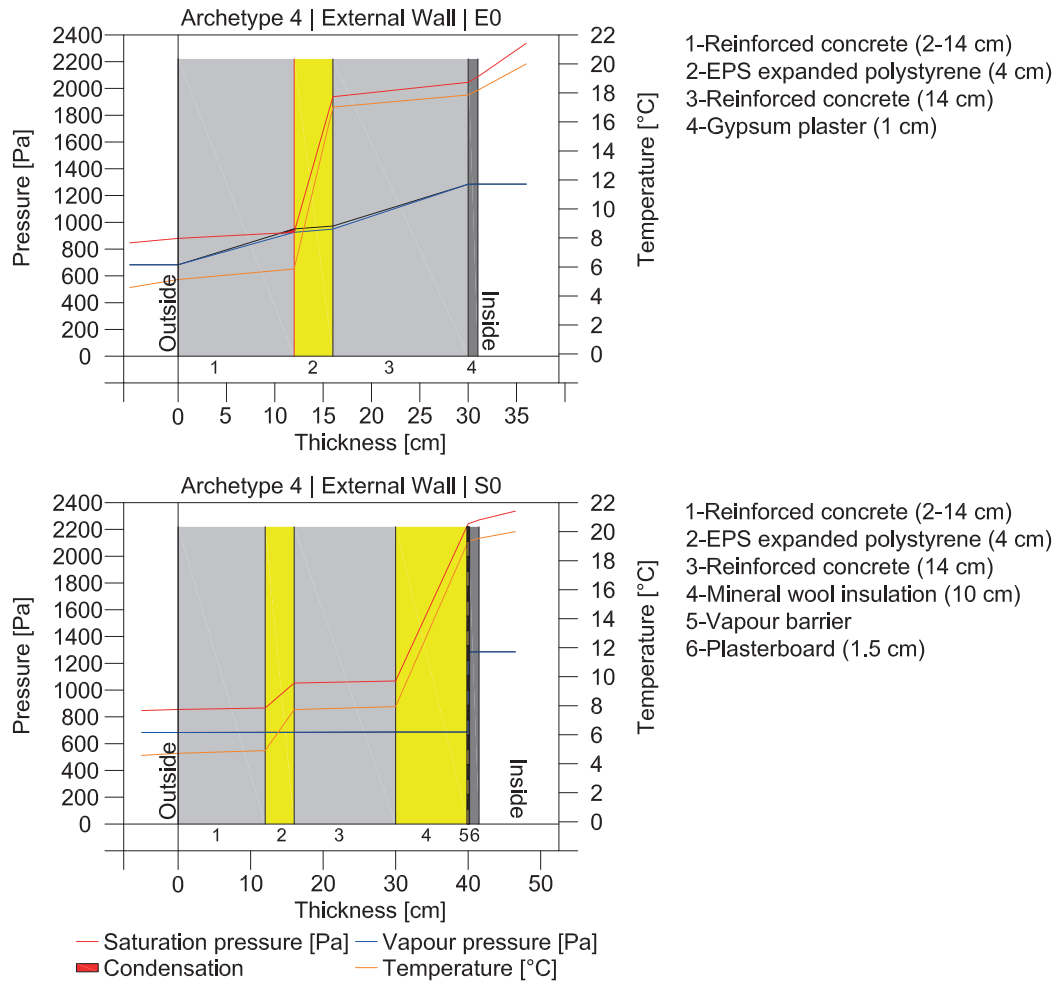 Archetype 4 | External Wall | E0
2400
2200
2000
1800
1600
1400
1200
1000
800
600
400
200
0
Pressure [Pa]
22
20
18
16
14
12
10
8
6
4
2
0
Temperature [°C]
Outside
Inside
1 2 3 4
0 5 10 15 20 25 30 35
Thickness [cm]
1-Reinforced concrete (2-14 cm)
2-EPS expanded polystyrene (4 cm)
3-Reinforced concrete (14 cm)
4-Gypsum plaster (1 cm)
Archetype 4 | External Wall | S0
2400
2200
2000
1800
1600
1400
1200
1000
800
600
400
200
0
Pressure [Pa]
22
20
18
16
14
12
10
8
6
4
2
0
Temperature [°C]
Outside
Inside
1 2 3 4 56
0 10 20 30 40 50
Thickness [cm]
1-Reinforced concrete (2-14 cm)
2-EPS expanded polystyrene (4 cm)
3-Reinforced concrete (14 cm)
4-Mineral wool insulation (10 cm)
5-Vapour barrier
6-Plasterboard (1.5 cm)
Saturation pressure [Pa] Vapour pressure [Pa]
Condensation Temperature [°C]